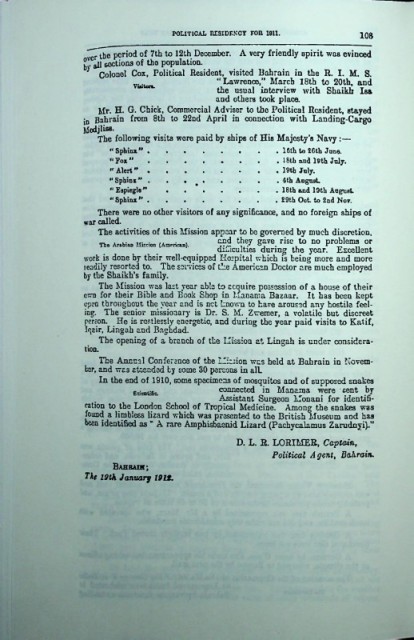 POLITICAL RESIDENCY FOR 1911. 108
over the period of 7th to 12th December. A very friendly spirit was evinced
by all sections of the population.
Colonel Cox, Political Resident, visited Bahrain in the R. I. M. S.
Visitors.
"Lawrence," March 18th to 20th, and
the usual interview with Shaikh Isa
and others took place.
Mr. H. G. Chick, Commercial Adviser to the Political Resident, stayed
in Bahrain from 8th to 22nd April in connection with Landing-Cargo
Modjliss.
The following visits were paid by ships of His Majesty's Navy :—
"Sphinx" . . . . . . . . 15th to 26th June.
"Fox" . . . . . . . . 18th and 19th July.
"Alert" . . . . . . . . 19th July.
"Sphinx" . . . . . . . . 4th August.
"Espiegle" . . . . . . . . 18th and 19th August.
"Sphinx" . . . . . . . . 29th Oct. to 2nd Nov.
There were no other visitors of any significance, and no foreign ships of
war called.
The activities of this Mission appear to be governed by much discretion,
The Arabian Mission (American).
and they gave rise to no problems or
difficulties during the year. Excellent
work is done by their well-equipped Hospital which is being more and more
readily resorted to. The services of the American Doctor are much employed
by the Shaikh's family.
The Mission was last year able to acquire possession of a house of their
own for their Bible and Book Shop in Manama Bazaar. It has been kept
open throughout the year and is not known to have around any hostile feel-
ing. The senior missionary is Dr. S. M. Zwemer, a volatile but discreet
person. He is restlessly energetic, and during the year paid visits to Katif,
Lingah and Baghdad.
The opening of a branch of the Mission at Lingah is under considera-
tion.
The Annual Conference of the Mission was held at Bahrain in Novem-
ber, and was attended by some 30 persons in all.
In the end of 1910, some specimens of mosquitos and of supposed snakes
Scientific.
connected in Manama were sent by
Assistant Surgeon Monani for identifi-
cation to the London School of Tropical Medicine. Among the snakes was
found a limbless lizard which was presented to the British Museum and has
been identified as "A rare Amphisbaenid Lizard (Pachycalamus Zarudnyi)."
D. L. R. LORIMER, Captain,
Political Agent, Bahrain.
BAHRAIN;
The 19th January 1912.